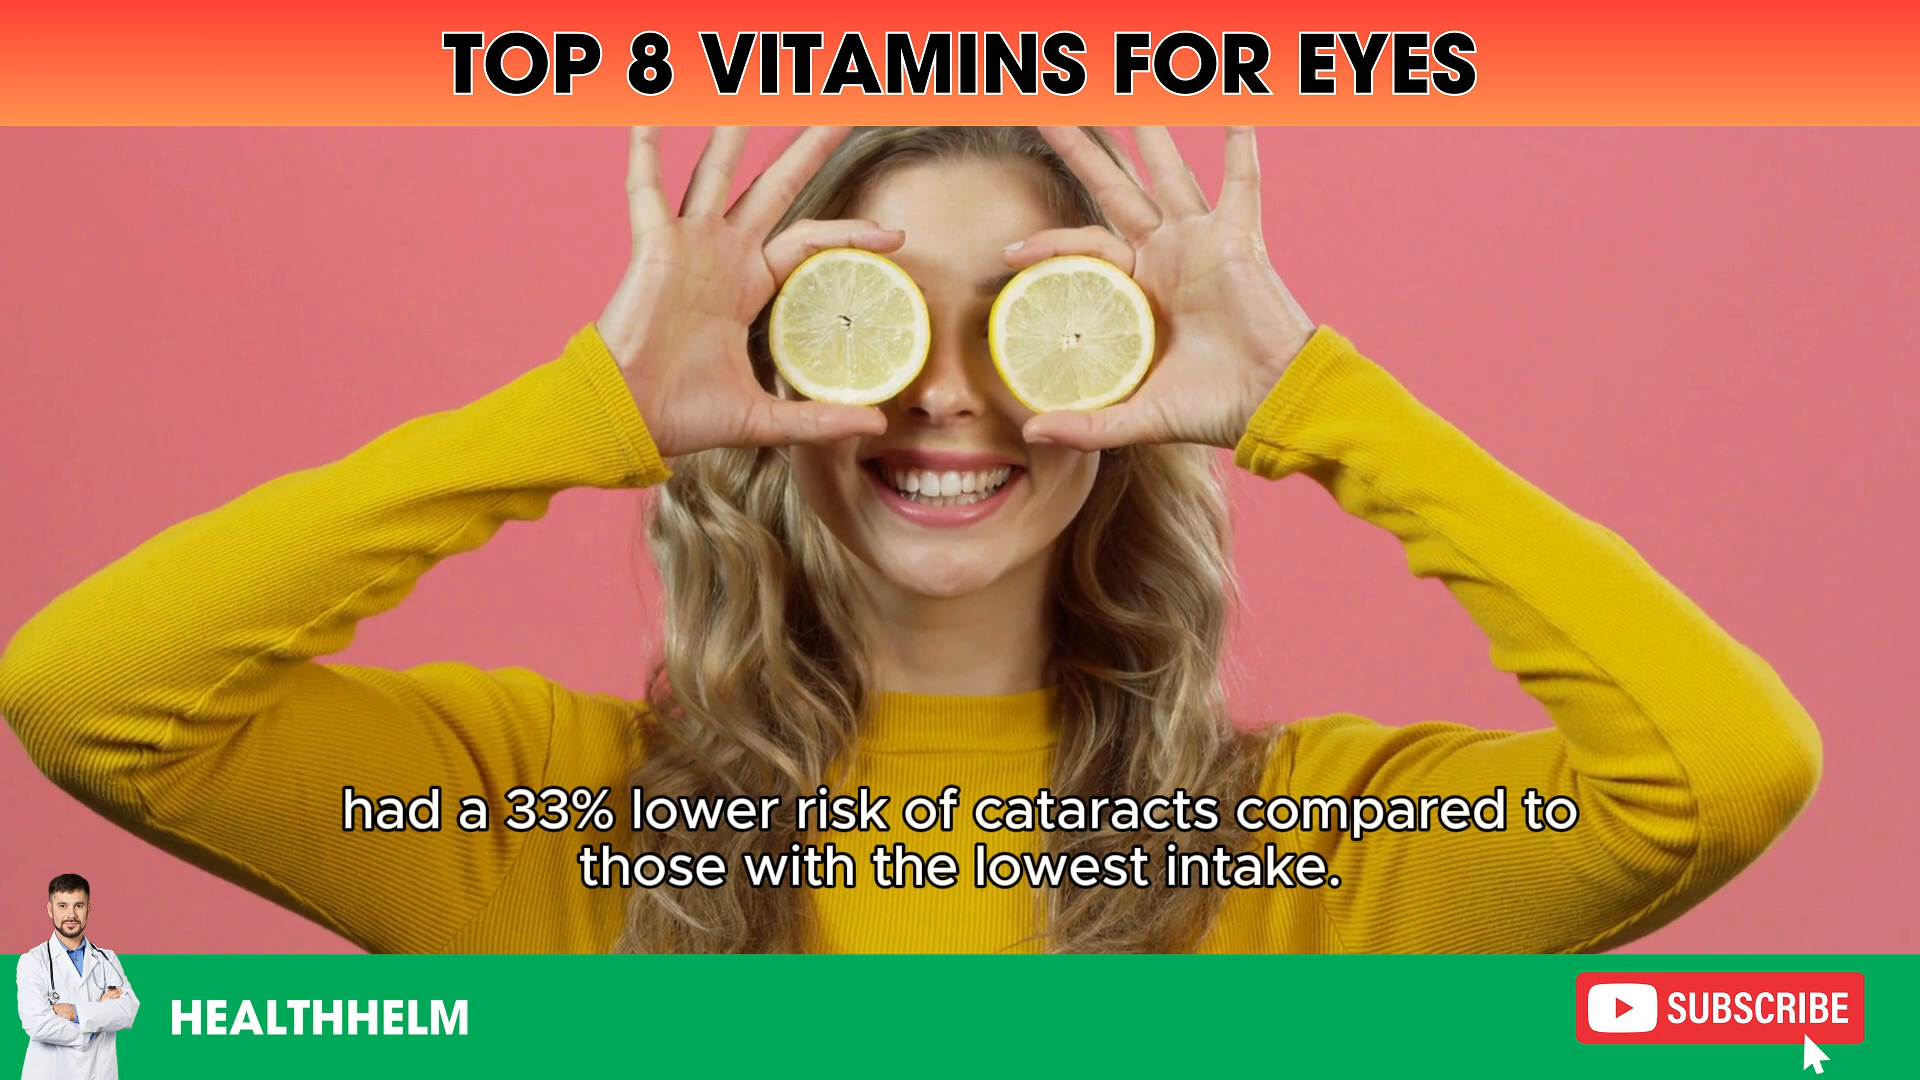 TOP 8 VITAMINS FOR EYES
had a 33% lower risk of cataracts compared to
those with the lowest intake.
HEALTHHELM
SUBSCRIBE